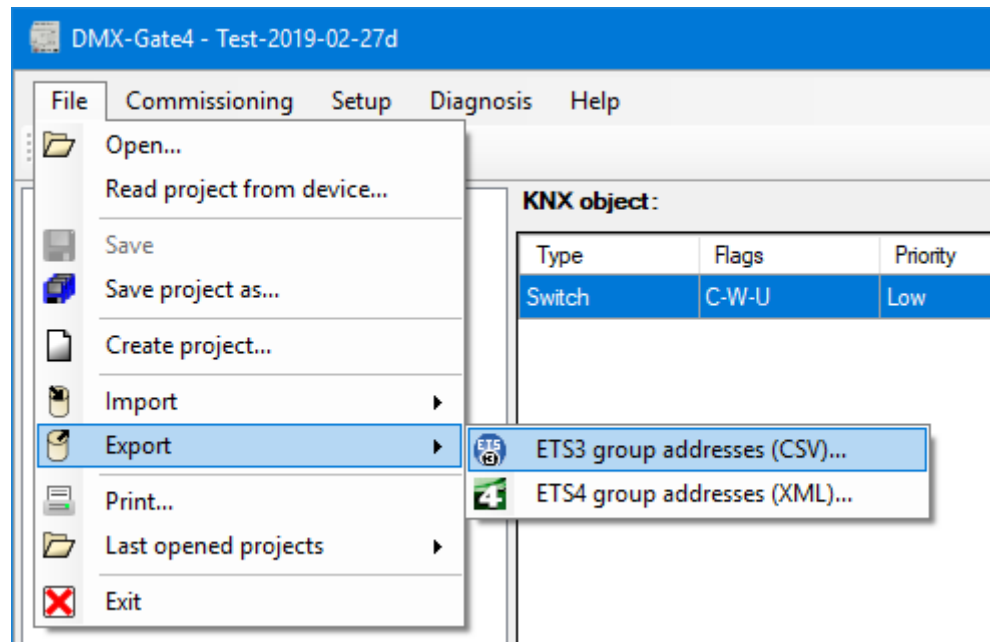 DMX-Gate4 - Test-2019-02-27d
File Commissioning Setup Diagnosis Help
Open...
Read project from device...
KNX object:
Save
Type Flags Priority
Save project as...
Switch C-W-U Low
Create project...
Import
Export
ETS3 group addresses (CSV)...
ETS4 group addresses (XML)...
Print...
Last opened projects
Exit